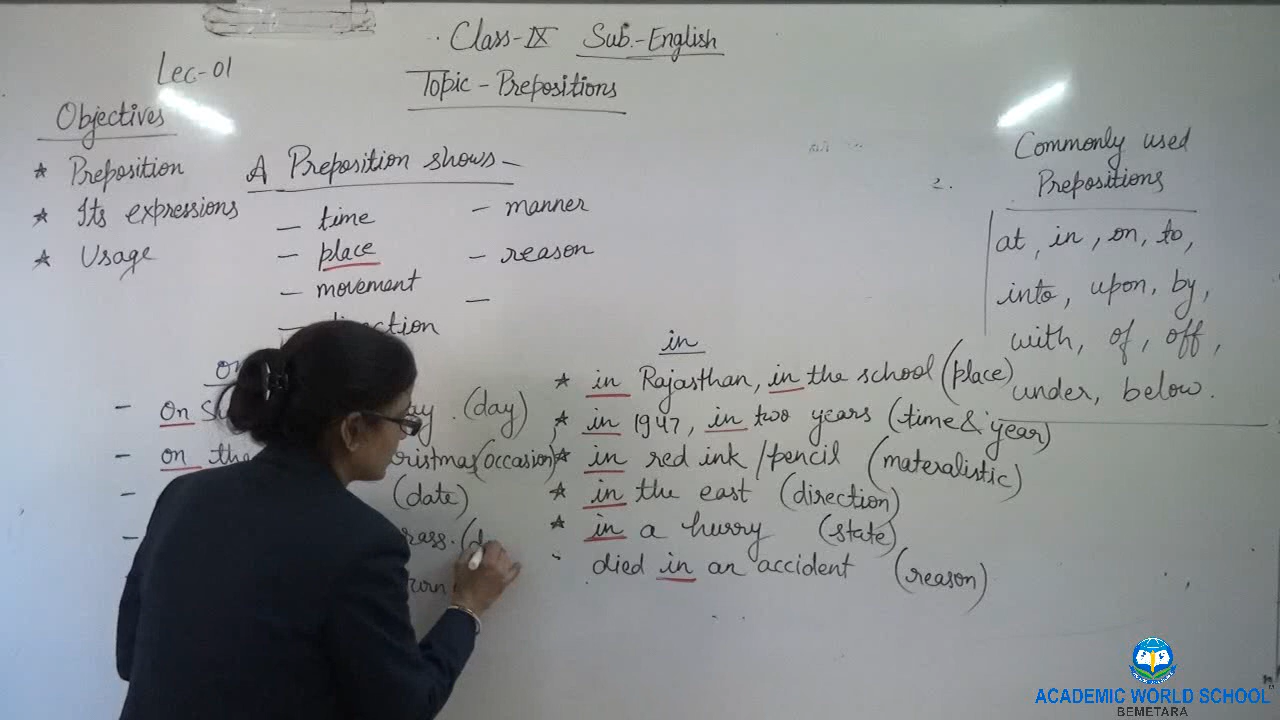 Class-IX Sub.-English
Lec-01
Topic - Prepositions
Objectives
★ Preposition
★ Its expressions
★ Usage
A Preposition shows -
- time
- place
- movement
- manner
- reason
-
2.
Commonly used
Prepositions
at, in, on, to,
into, upon, by,
with, of, off,
under, below.
- On
(day)
- on the
(occasion)
- (date)
in
★ in Rajasthan, in the school (place)
★ in 1947, in two years (time & year)
★ in red ink/pencil (materalistic)
★ in the east (direction)
★ in a hurry (state)
died in an accident (reason)
ACADEMIC WORLD SCHOOL
BEMETARA